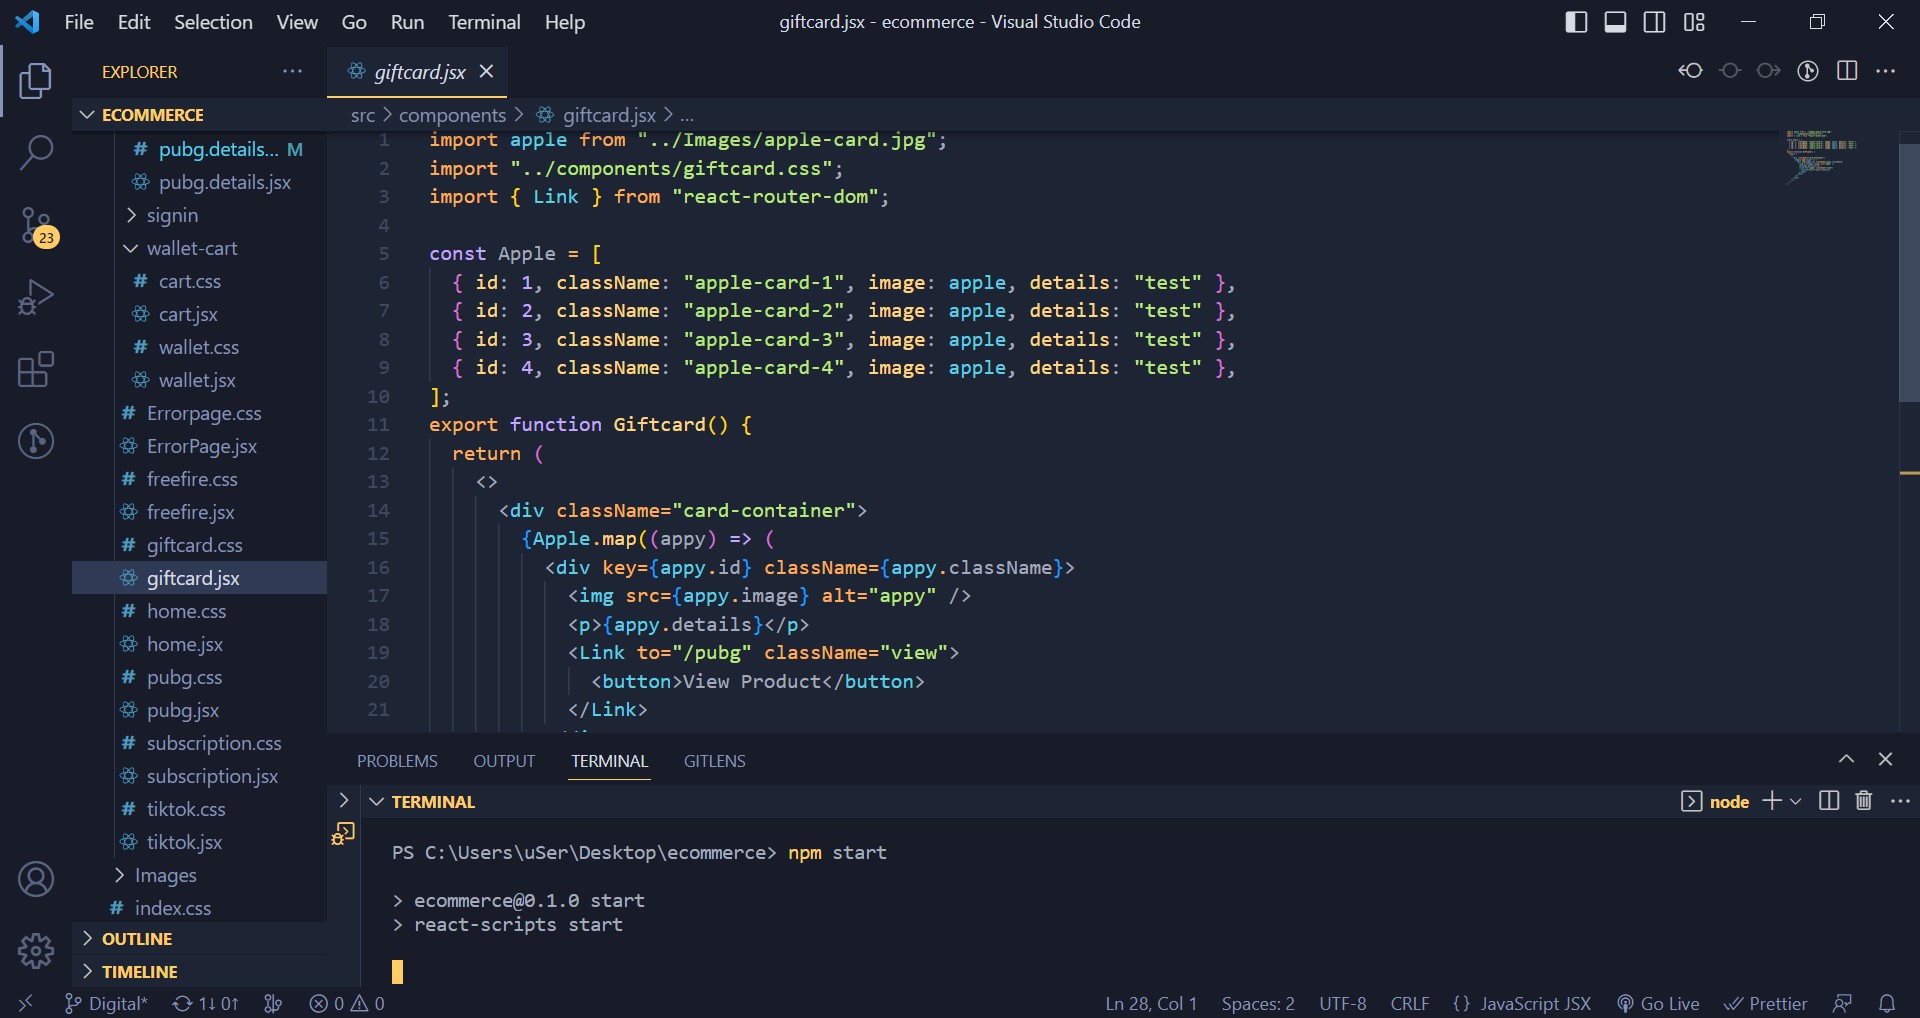 File Edit Selection View Go Run Terminal Help
giftcard.jsx - ecommerce - Visual Studio Code
EXPLORER ...
giftcard.jsx
ECOMMERCE
src > components > giftcard.jsx > ...
# pubg.details... M
pubg.details.jsx
> signin
wallet-cart
# cart.css
cart.jsx
# wallet.css
wallet.jsx
# Errorpage.css
ErrorPage.jsx
# freefire.css
freefire.jsx
# giftcard.css
giftcard.jsx
# home.css
home.jsx
# pubg.css
pubg.jsx
# subscription.css
subscription.jsx
# tiktok.css
tiktok.jsx
> Images
# index.css
> OUTLINE
> TIMELINE
23
1 import apple from "../Images/apple-card.jpg";
2 import "../components/giftcard.css";
3 import { Link } from "react-router-dom";
4
5 const Apple = [
6 { id: 1, className: "apple-card-1", image: apple, details: "test" },
7 { id: 2, className: "apple-card-2", image: apple, details: "test" },
8 { id: 3, className: "apple-card-3", image: apple, details: "test" },
9 { id: 4, className: "apple-card-4", image: apple, details: "test" },
10 ];
11 export function Giftcard() {
12 return (
13 <>
14 <div className="card-container">
15 {Apple.map((appy) => (
16 <div key={appy.id} className={appy.className}>
17 <img src={appy.image} alt="appy" />
18 <p>{appy.details}</p>
19 <Link to="/pubg" className="view">
20 <button>View Product</button>
21 </Link>
PROBLEMS OUTPUT TERMINAL GITLENS
TERMINAL
node
PS C:\Users\uSer\Desktop\ecommerce> npm start
> ecommerce@0.1.0 start
> react-scripts start
Digital* 1↓ 0↑ 0 0
Ln 28, Col 1 Spaces: 2 UTF-8 CRLF {} JavaScript JSX Go Live Prettier